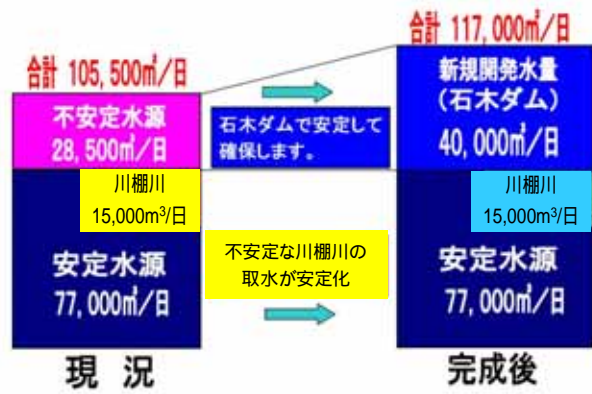 合計 105,500㎥/日
不安定水源
28,500㎥/日
川棚川
15,000m³/日
安定水源
77,000㎥/日
現 況
石木ダムで安定して
確保します。
不安定な川棚川の
取水が安定化
合計 117,000㎥/日
新規開発水量
(石木ダム)
40,000㎥/日
川棚川
15,000m³/日
安定水源
77,000㎥/日
完成後